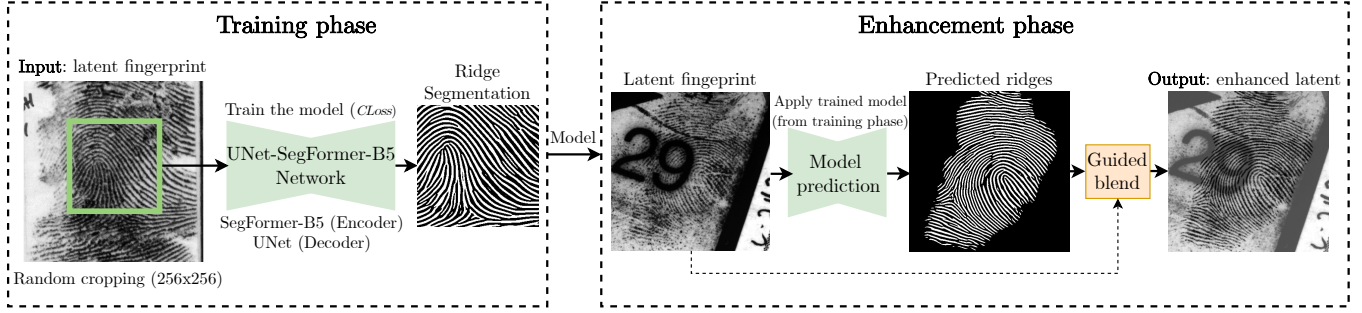 Training phase
Input: latent fingerprint
Random cropping (256x256)
Train the model (CLoss)
UNet-SegFormer-B5
Network
SegFormer-B5 (Encoder)
UNet (Decoder)
Ridge
Segmentation
Model
Enhancement phase
Latent fingeprint
29
Apply trained model
(from training phase)
Model
prediction
Predicted ridges
Guided
blend
Output: enhanced latent
29